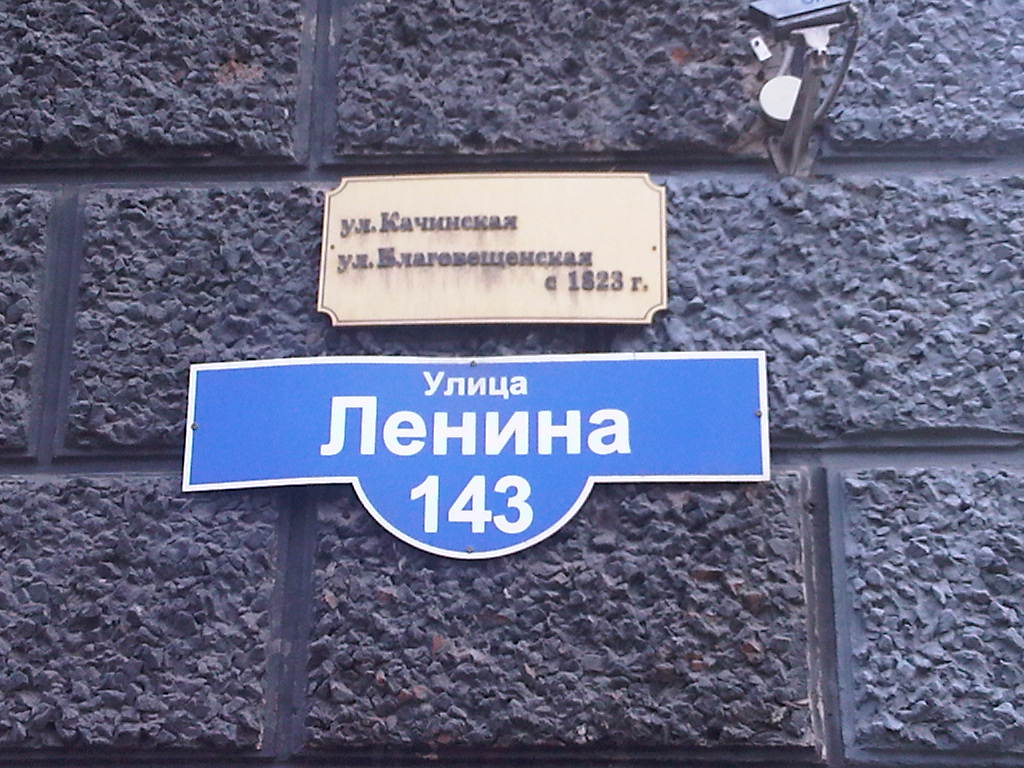 ул. Качинская
ул. Благовещенская
с 1823 г.
Улица
Ленина
143